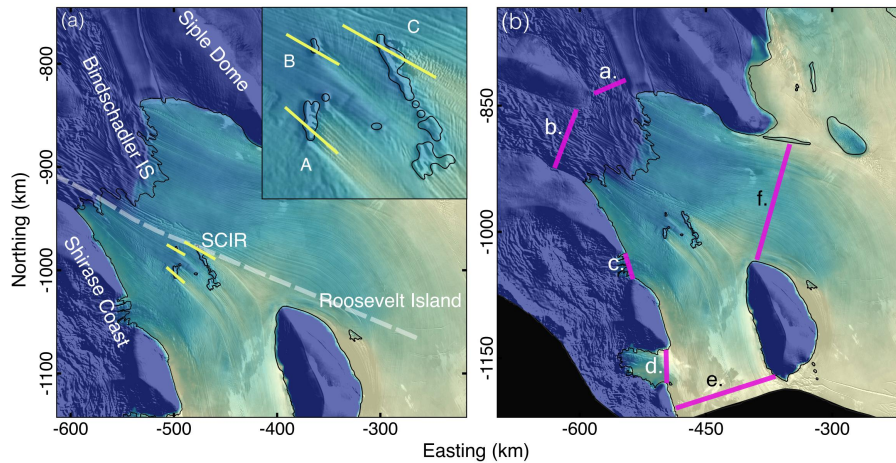 (a)
Siple Dome
Bindschadler IS
Shirase Coast
SCIR
Roosevelt Island
A
B
C
-800
-900
-1000
-1100
Northing (km)
-600
-500
-400
-300
(b)
a.
b.
c.
d.
e.
f.
-850
-1000
-1150
-600
-450
-300
Easting (km)